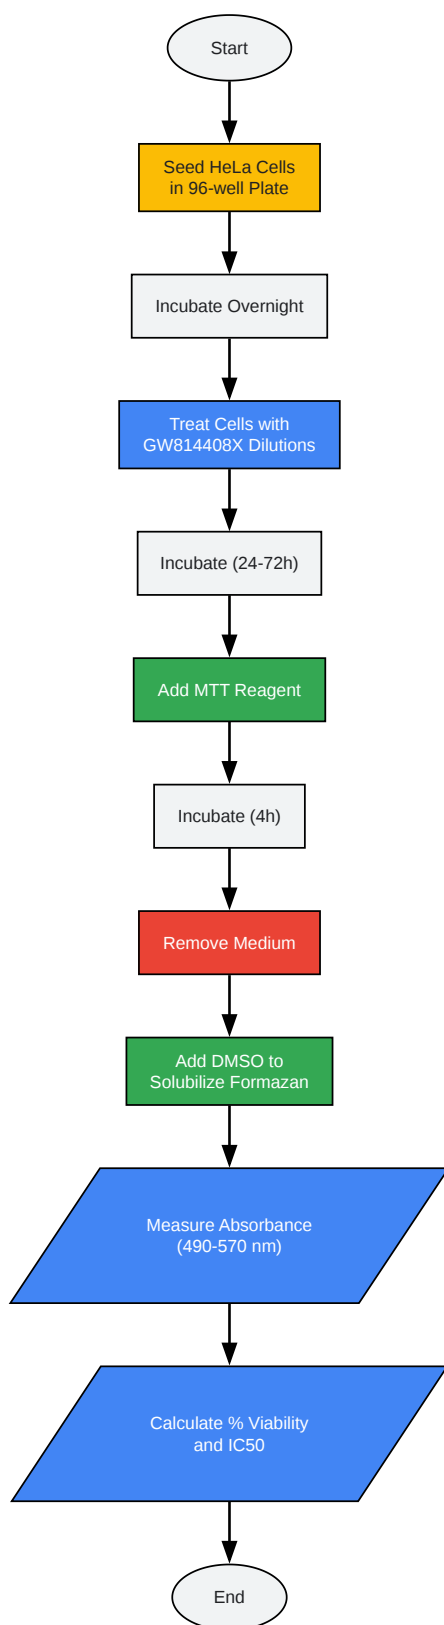 Start
Seed HeLa Cells
in 96-well Plate
Incubate Overnight
Treat Cells with
GW814408X Dilutions
Incubate (24-72h)
Add MTT Reagent
Incubate (4h)
Remove Medium
Add DMSO to
Solubilize Formazan
Measure Absorbance
(490-570 nm)
Calculate % Viability
and IC50
End